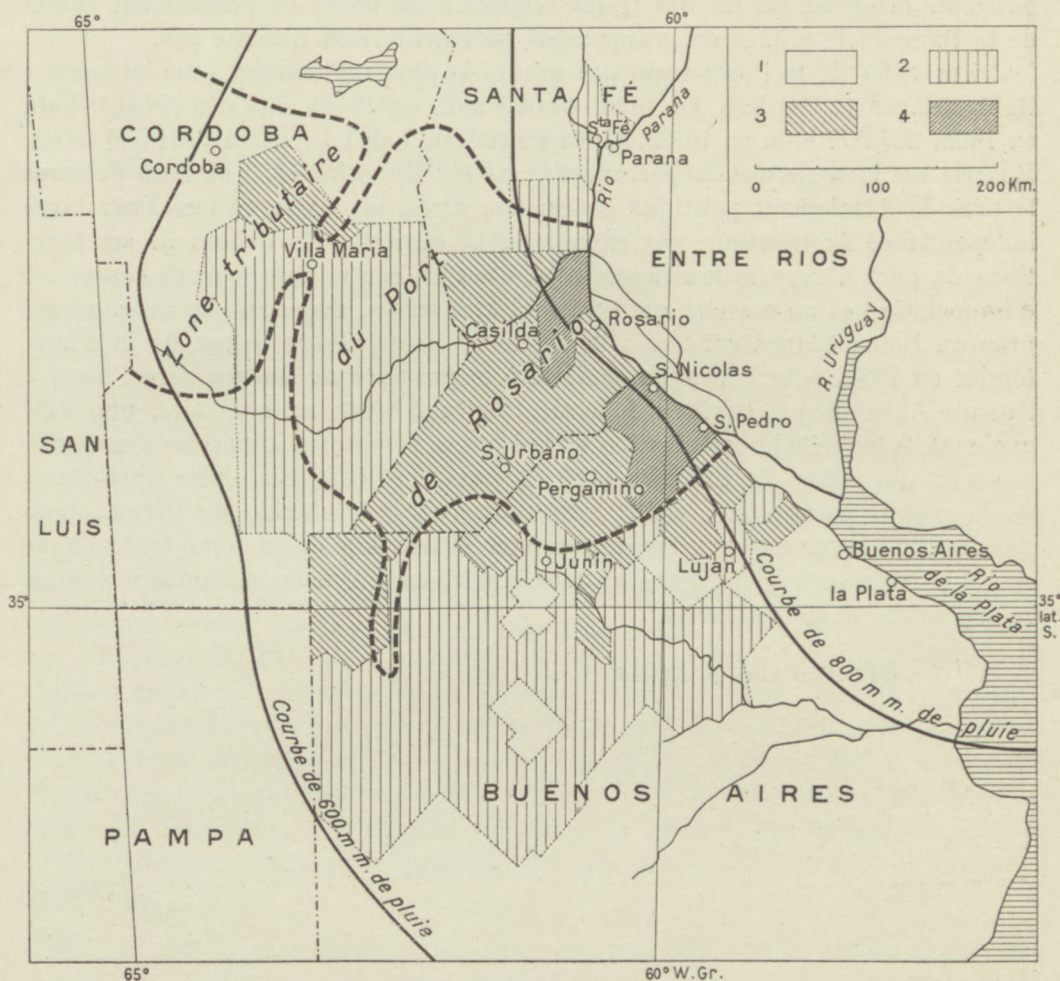 65°
60°
1
2
3
4
0
100
200 Km.
SANTA FÉ
Sta Fé
Parana
Rio Parana
CORDOBA
Cordoba
Zone tributaire
du Port
de Rosario
Villa Maria
ENTRE RIOS
R. Uruguay
Casilda
Rosario
S. Nicolas
S. Pedro
SAN
LUIS
S. Urbano
Pergamino
Junin
Lujan
Buenos Aires
la Plata
Rio
de la Plata
35°
35°
lat.
S.
Courbe de 800 m m. de pluie
Courbe de 600 m m. de pluie
BUENOS AIRES
PAMPA
65°
60° W. Gr.